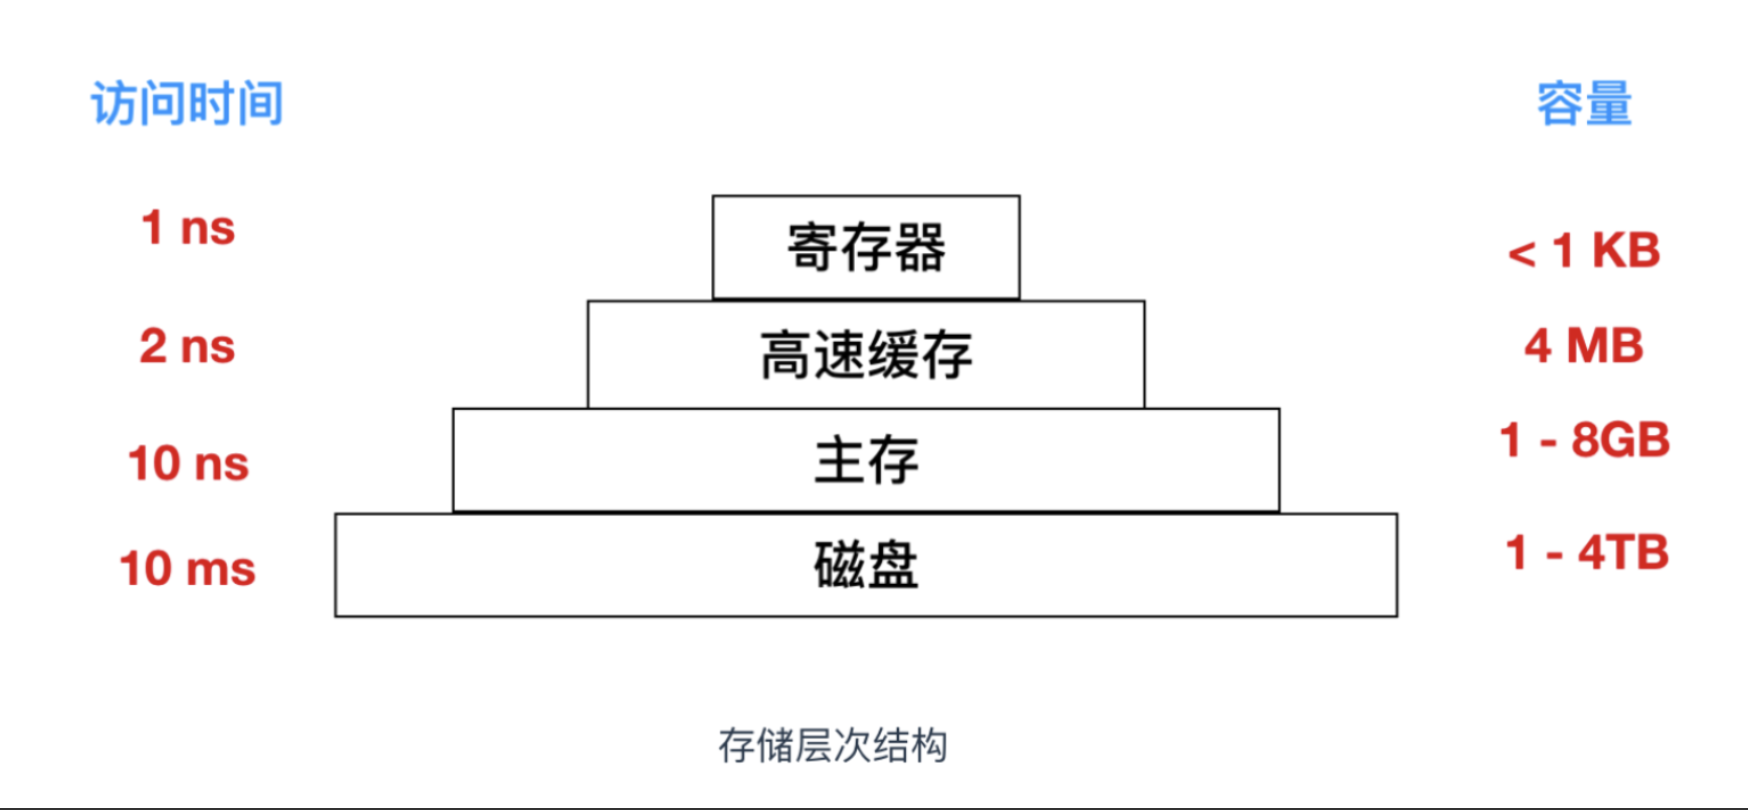 访问时间 容量
1 ns 寄存器 < 1 KB
2 ns 高速缓存 4 MB
10 ns 主存 1 - 8GB
10 ms 磁盘 1 - 4TB
存储层次结构